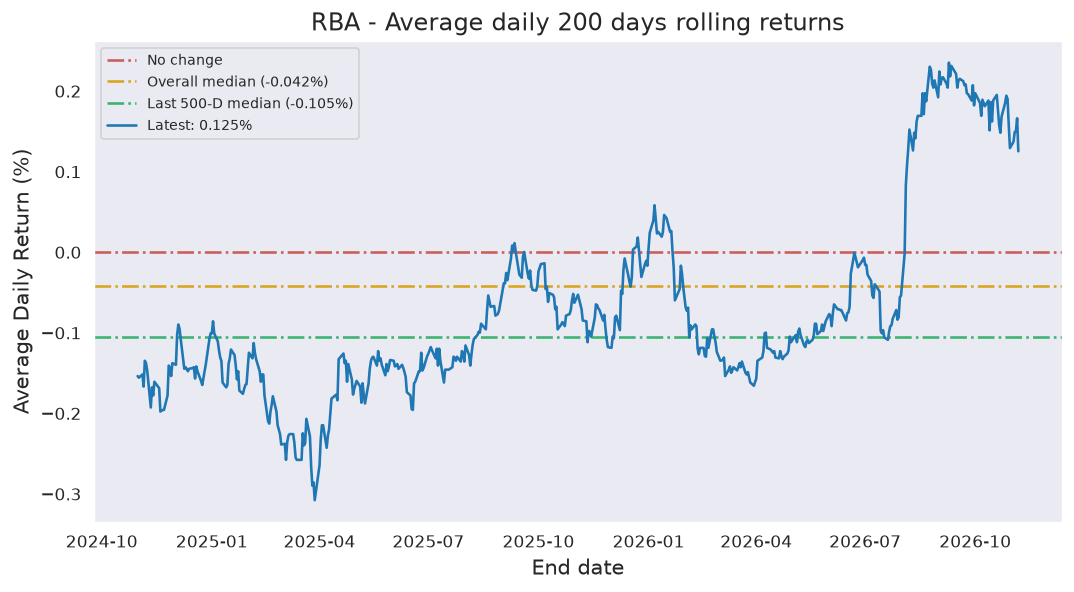 RBA - Average daily 200 days rolling returns
No change
Overall median (-0.042%)
Last 500-D median (-0.105%)
Latest: 0.125%
Average Daily Return (%)
0.2
0.1
0.0
−0.1
−0.2
−0.3
2024-10 2025-01 2025-04 2025-07 2025-10 2026-01 2026-04 2026-07 2026-10
End date